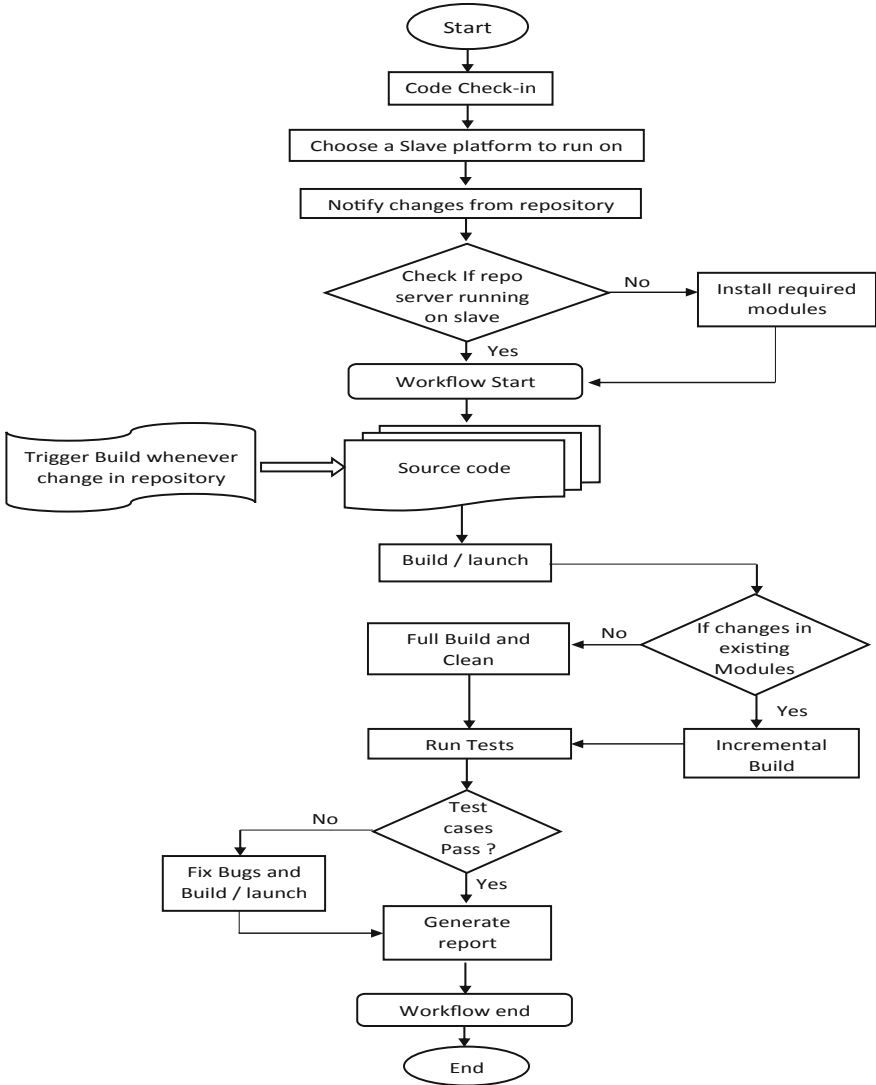 Start
Code Check-in
Choose a Slave platform to run on
Notify changes from repository
Check If repo
server running
on slave
No
Install required
modules
Yes
Workflow Start
Trigger Build whenever
change in repository
Source code
Build / launch
If changes in
existing
Modules
No
Full Build and
Clean
Yes
Run Tests
Incremental
Build
Test
cases
Pass ?
No
Fix Bugs and
Build / launch
Yes
Generate
report
Workflow end
End